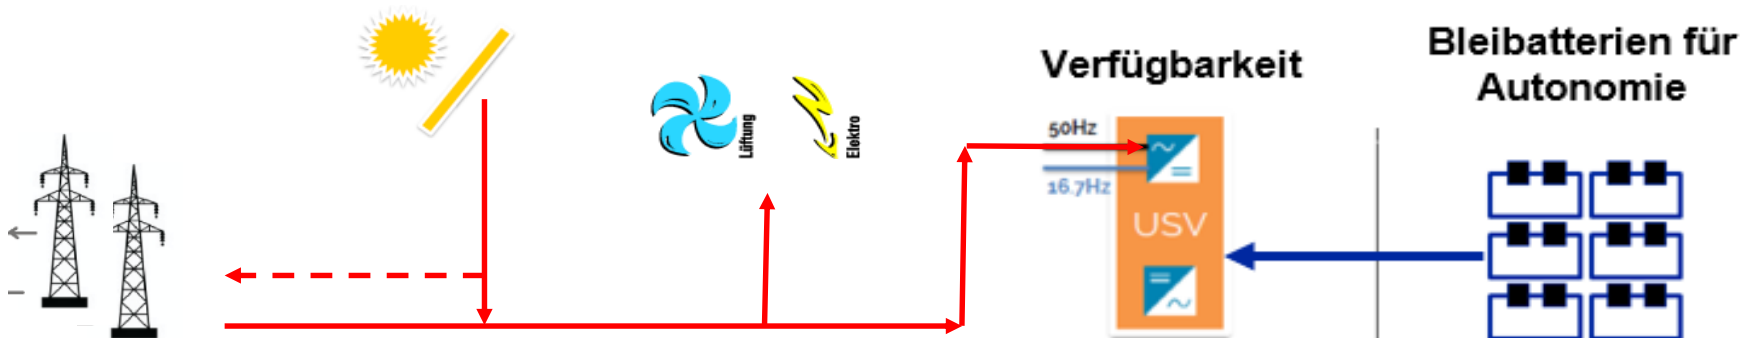 Verfügbarkeit
Bleibatterien für
Autonomie
Lüftung
Elektro
50Hz
16.7Hz
USV